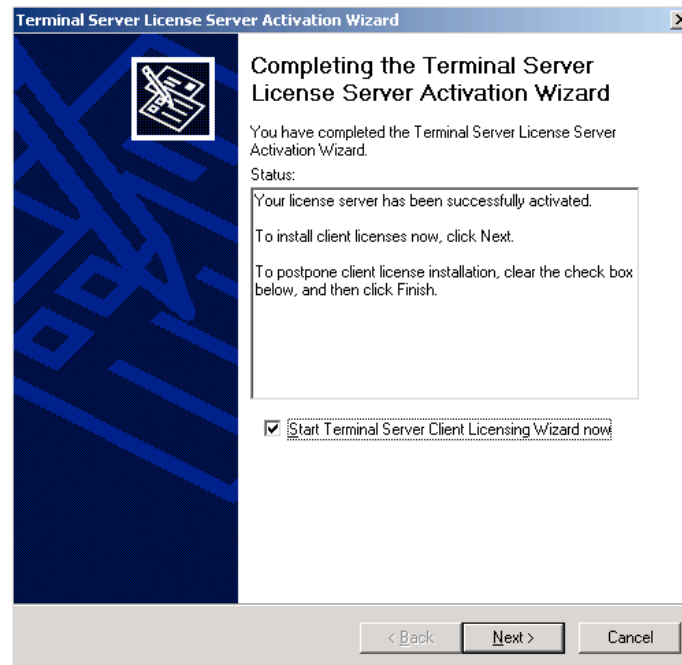 Terminal Server License Server Activation Wizard
Completing the Terminal Server
License Server Activation Wizard
You have completed the Terminal Server License Server
Activation Wizard.
Status:
Your license server has been successfully activated.
To install client licenses now, click Next.
To postpone client license installation, clear the check box
below, and then click Finish.
Start Terminal Server Client Licensing Wizard now
< Back Next > Cancel